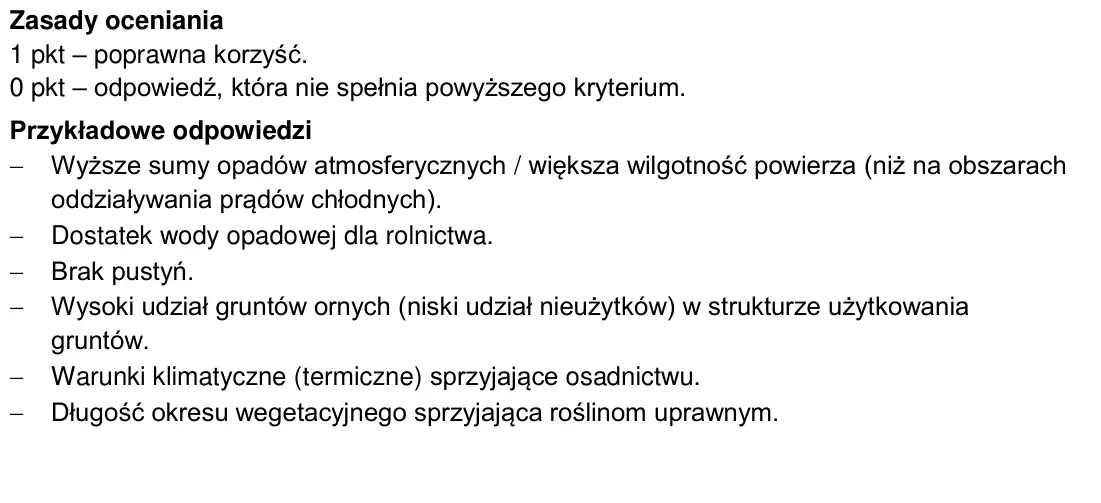 Zasady oceniania
1 pkt – poprawna korzyść.
0 pkt – odpowiedź, która nie spełnia powyższego kryterium.
Przykładowe odpowiedzi
– Wyższe sumy opadów atmosferycznych / większa wilgotność powierza (niż na obszarach
oddziaływania prądów chłodnych).
– Dostatek wody opadowej dla rolnictwa.
– Brak pustyń.
– Wysoki udział gruntów ornych (niski udział nieużytków) w strukturze użytkowania
gruntów.
– Warunki klimatyczne (termiczne) sprzyjające osadnictwu.
– Długość okresu wegetacyjnego sprzyjająca roślinom uprawnym.